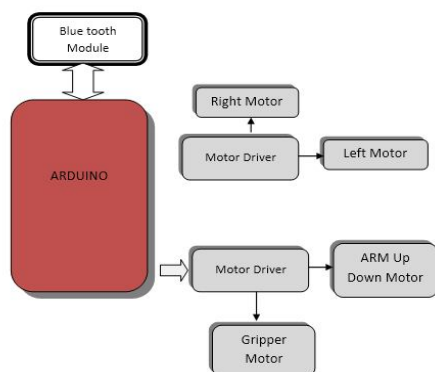 Blue tooth
Module
Right Motor
Motor Driver
Left Motor
ARDUINO
Motor Driver
ARM Up
Down Motor
Gripper
Motor